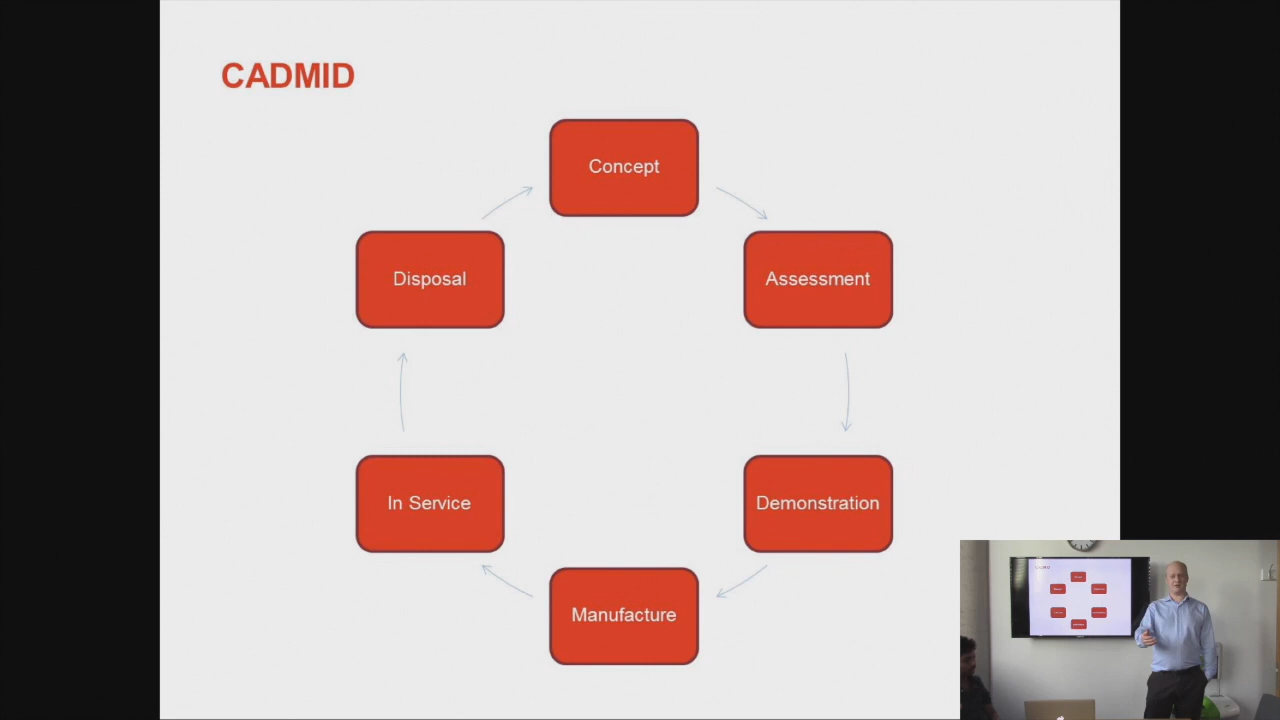 CADMID
Concept
Assessment
Demonstration
Manufacture
In Service
Disposal